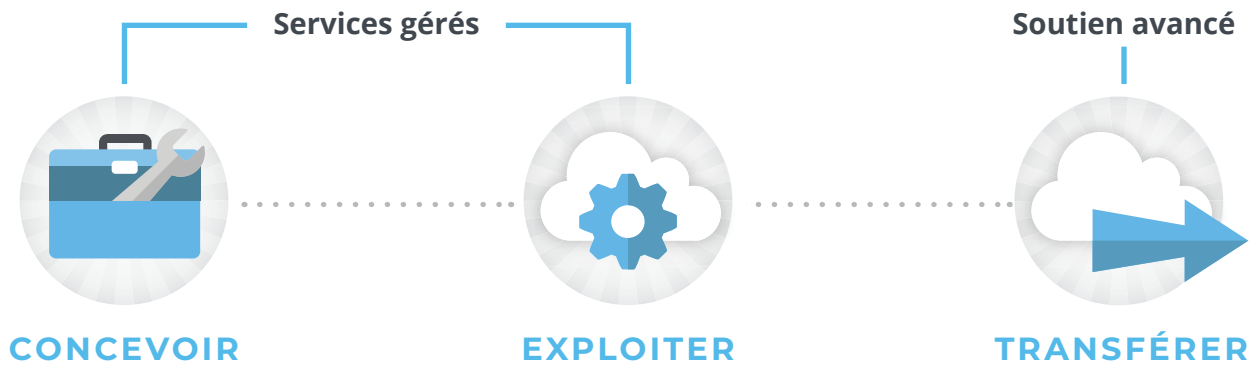 Services gérés
Soutien avancé
CONCEVOIR
EXPLOITER
TRANSFÉRER